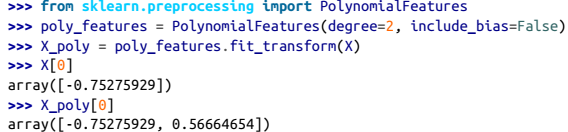 >>> from sklearn.preprocessing import PolynomialFeatures
>>> poly_features = PolynomialFeatures(degree=2, include_bias=False)
>>> X_poly = poly_features.fit_transform(X)
>>> X[0]
array([-0.75275929])
>>> X_poly[0]
array([-0.75275929, 0.56664654])